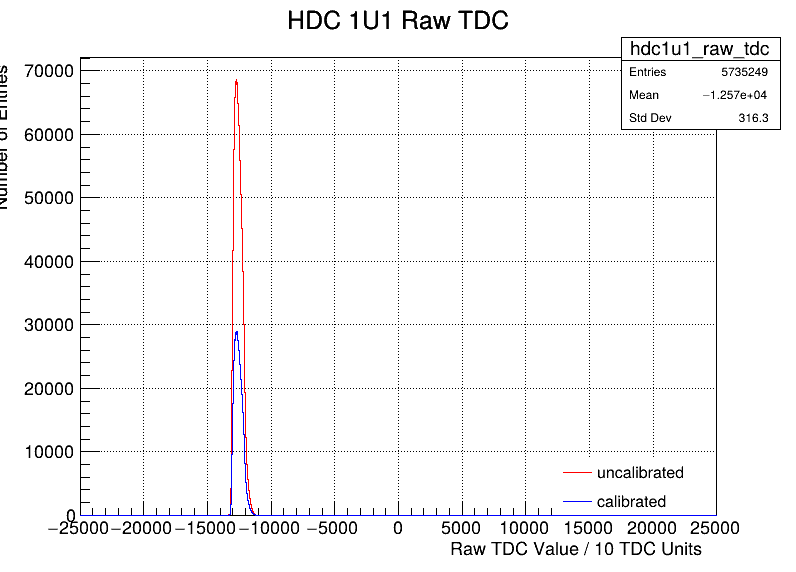 HDC 1U1 Raw TDC
hdc1u1_raw_tdc
Entries 5735249
Mean −1.257e+04
Std Dev 316.3
Number of Entries
70000
60000
50000
40000
30000
20000
10000
0
uncalibrated
calibrated
−25000 −20000 −15000 −10000 −5000 0 5000 10000 15000 20000 25000
Raw TDC Value / 10 TDC Units